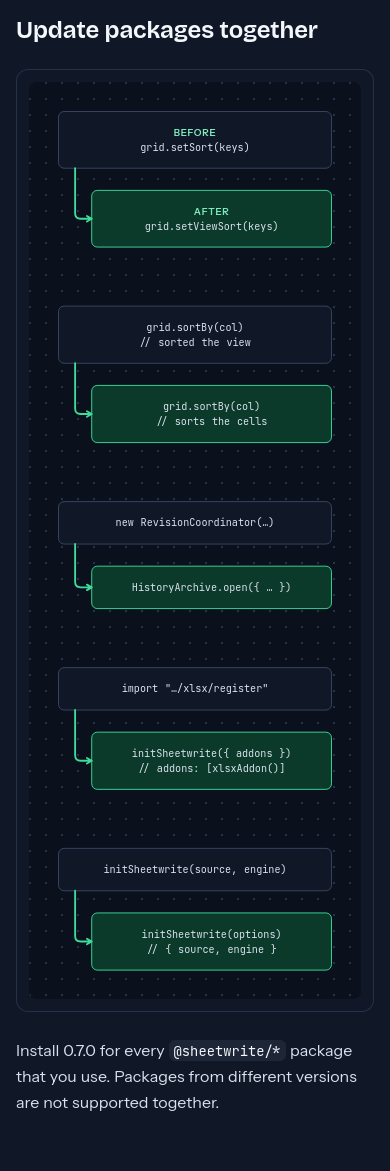 Update packages together
BEFORE
grid.setSort(keys)
AFTER
grid.setViewSort(keys)
grid.sortBy(col)
// sorted the view
grid.sortBy(col)
// sorts the cells
new RevisionCoordinator(…)
HistoryArchive.open({ … })
import "…/xlsx/register"
initSheetwrite({ addons })
// addons: [xlsxAddon()]
initSheetwrite(source, engine)
initSheetwrite(options)
// { source, engine }
Install 0.7.0 for every @sheetwrite/* package
that you use. Packages from different versions
are not supported together.